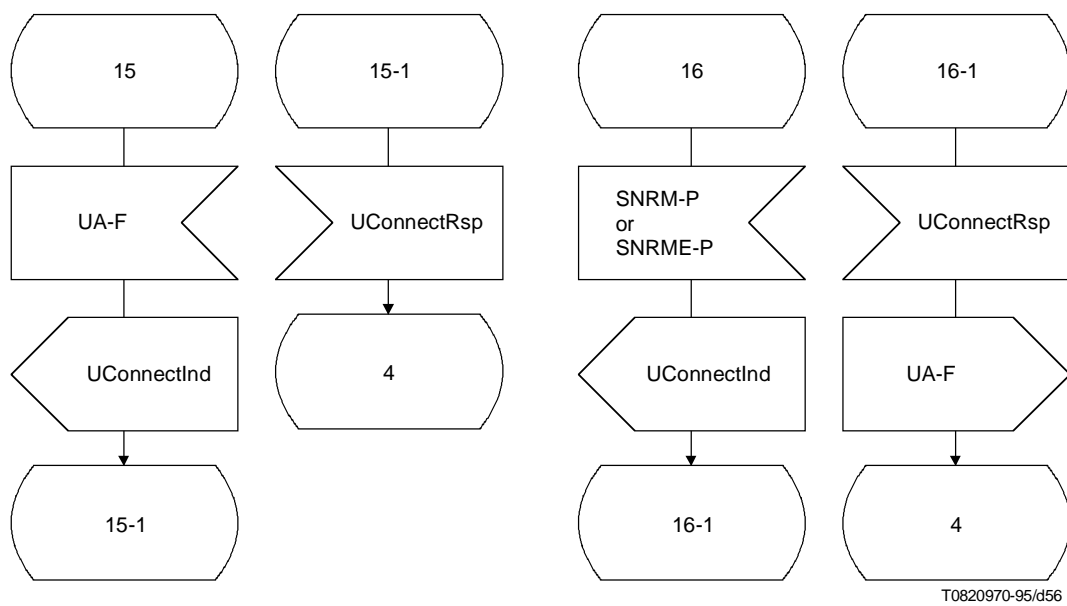 15
UA-F
UConnectInd
15-1
15-1
UConnectRsp
4
16
SNRM-P
or
SNRME-P
UConnectInd
16-1
16-1
UConnectRsp
UA-F
4
T0820970-95/d56